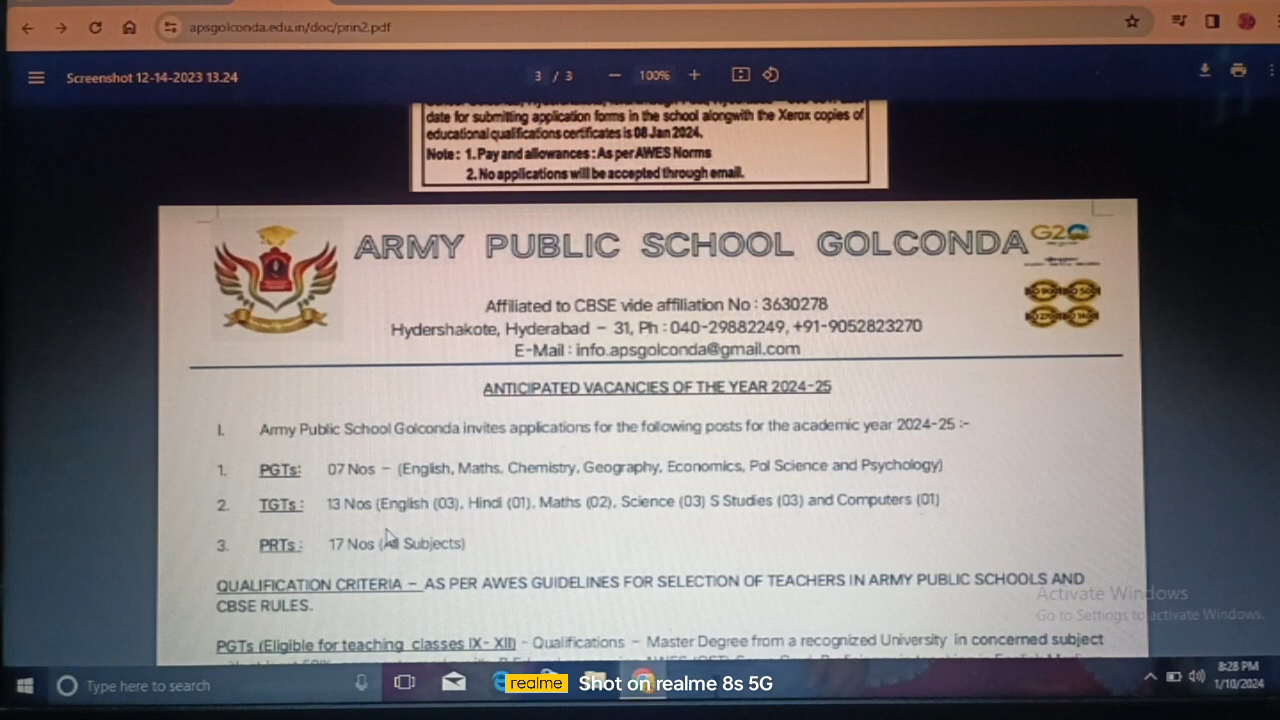 apsgolconda.edu.in/doc/prin2.pdf
Screenshot 12-14-2023 13.24
3 / 3
100%
date for submitting application forms in the school alongwith the Xerox copies of
educational qualifications certificates is 08 Jan 2024.
Note : 1. Pay and allowances : As per AWES Norms
2. No applications will be accepted through email.
ARMY PUBLIC SCHOOL GOLCONDA
G20
Affiliated to CBSE vide affiliation No : 3630278
Hydershakote, Hyderabad – 31, Ph : 040-29882249, +91-9052823270
E-Mail : info.apsgolconda@gmail.com
ANTICIPATED VACANCIES OF THE YEAR 2024-25
I. Army Public School Golconda invites applications for the following posts for the academic year 2024-25 :-
1. PGTs: 07 Nos – (English, Maths, Chemistry, Geography, Economics, Pol Science and Psychology)
2. TGTs : 13 Nos (English (03), Hindi (01), Maths (02), Science (03) S Studies (03) and Computers (01)
3. PRTs : 17 Nos (All Subjects)
QUALIFICATION CRITERIA – AS PER AWES GUIDELINES FOR SELECTION OF TEACHERS IN ARMY PUBLIC SCHOOLS AND
CBSE RULES.
Activate Windows
Go to Settings to activate Windows.
PGTs (Eligible for teaching classes IX- XII) - Qualifications – Master Degree from a recognized University in concerned subject
Type here to search
realme Shot on realme 8s 5G
8:28 PM
1/10/2024